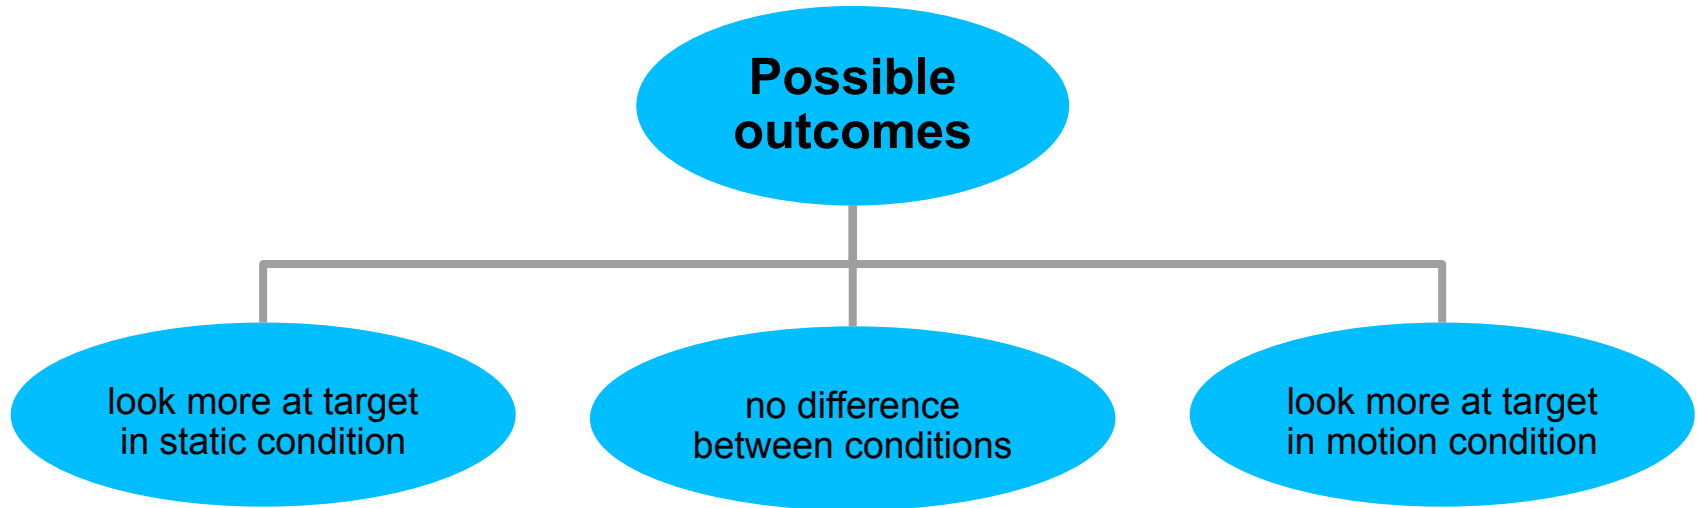 Possible
outcomes
look more at target
in static condition
no difference
between conditions
look more at target
in motion condition